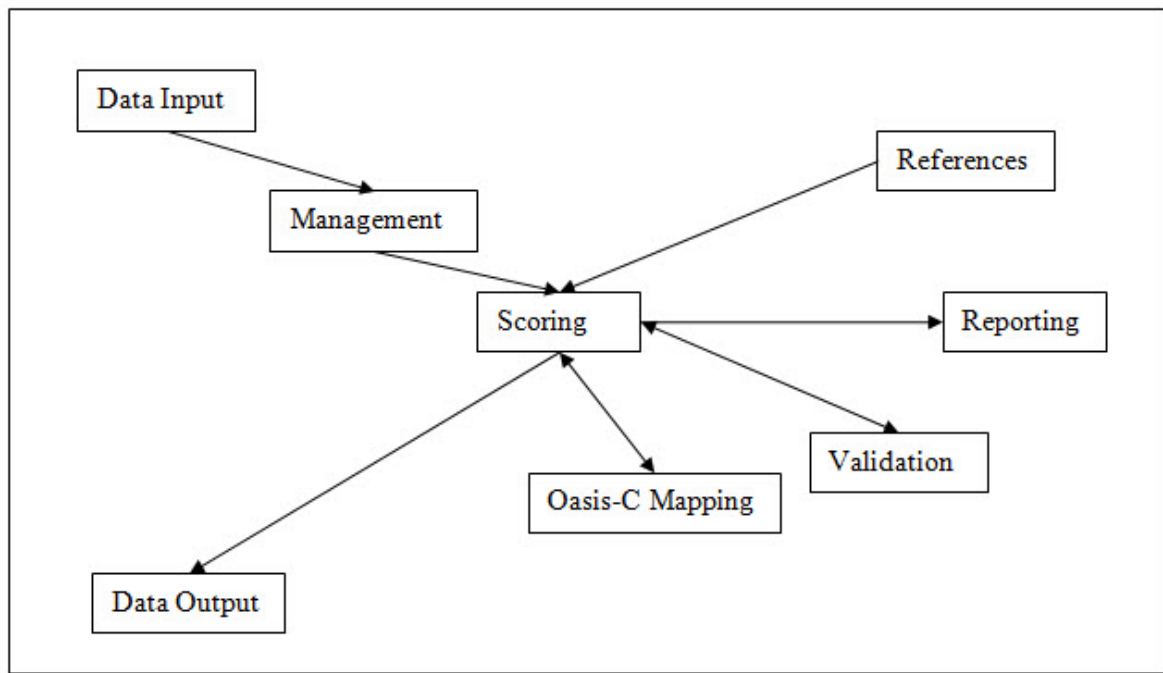 Data Input
References
Management
Scoring
Reporting
Validation
Oasis-C Mapping
Data Output